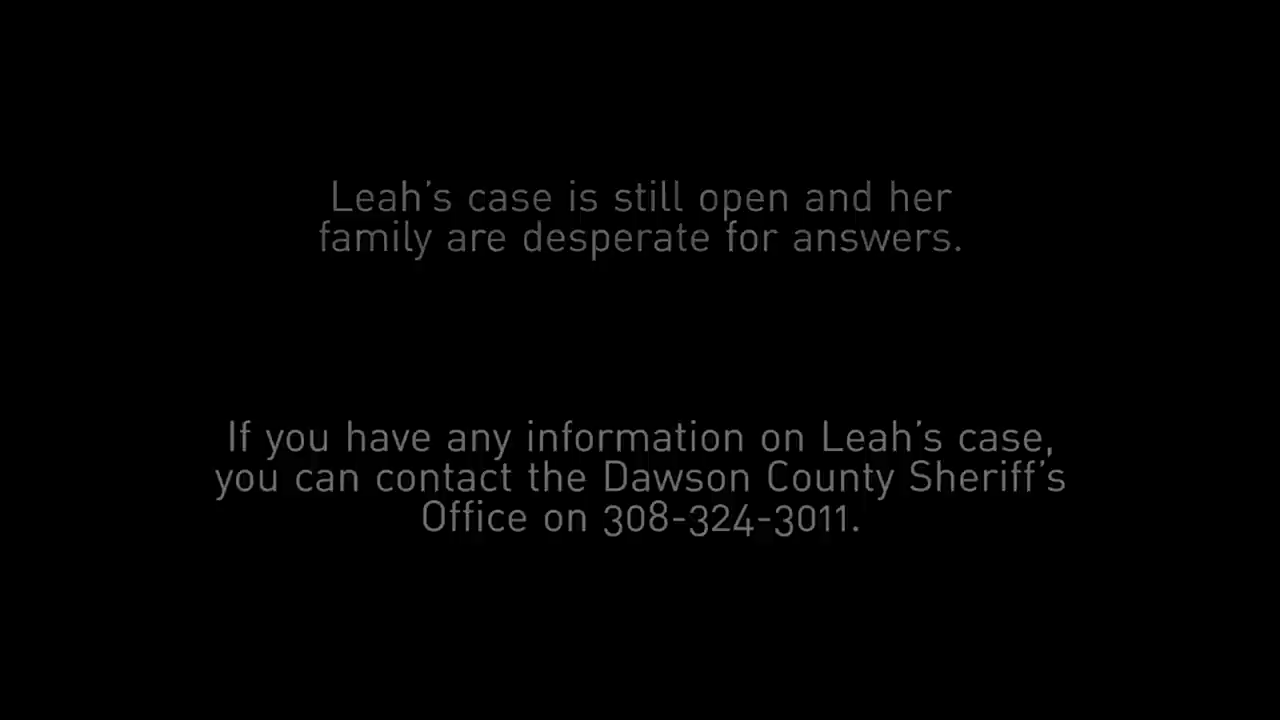 Leah’s case is still open and her
family are desperate for answers.
If you have any information on Leah’s case,
you can contact the Dawson County Sheriff’s
Office on 308-324-3011.